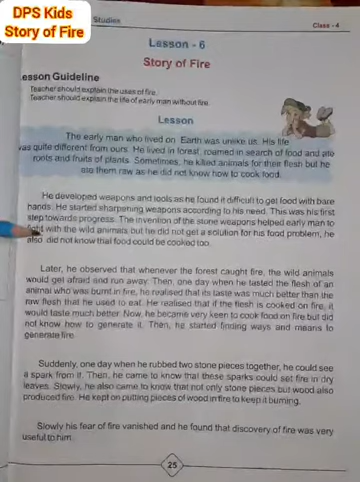 DPS Kids
Story of Fire
Studies
Class - 4
Lesson - 6
Story of Fire
Lesson Guideline
Teacher should explain the uses of fire.
Teacher should explain the life of early man without fire.
Lesson
The early man who lived on Earth was unlike us. His life
was quite different from ours. He lived in forest, roamed in search of food and ate
roots and fruits of plants. Sometimes, he killed animals for their flesh but he
ate them raw as he did not know how to cook food.
He developed weapons and tools as he found it difficult to get food with bare
hands. He started sharpening weapons according to his need. This was his first
step towards progress. The invention of the stone weapons helped early man to
fight with the wild animals but he did not get a solution for his food problem, he
also did not know that food could be cooked too.
Later, he observed that whenever the forest caught fire, the wild animals
would get afraid and run away. Then, one day when he tasted the flesh of an
animal who was burnt in fire, he realised that its taste was much better than the
raw flesh that he used to eat. He realised that if the flesh is cooked on fire, it
would taste much better. Now, he became very keen to cook food on fire but did
not know how to generate it. Then, he started finding ways and means to
generate fire.
Suddenly, one day when he rubbed two stone pieces together, he could see
a spark from it. Then, he came to know that these sparks could set fire in dry
leaves. Slowly, he also came to know that not only stone pieces but wood also
produced fire. He kept on putting pieces of wood in fire to keep it burning.
Slowly his fear of fire vanished and he found that discovery of fire was very
useful to him.
25